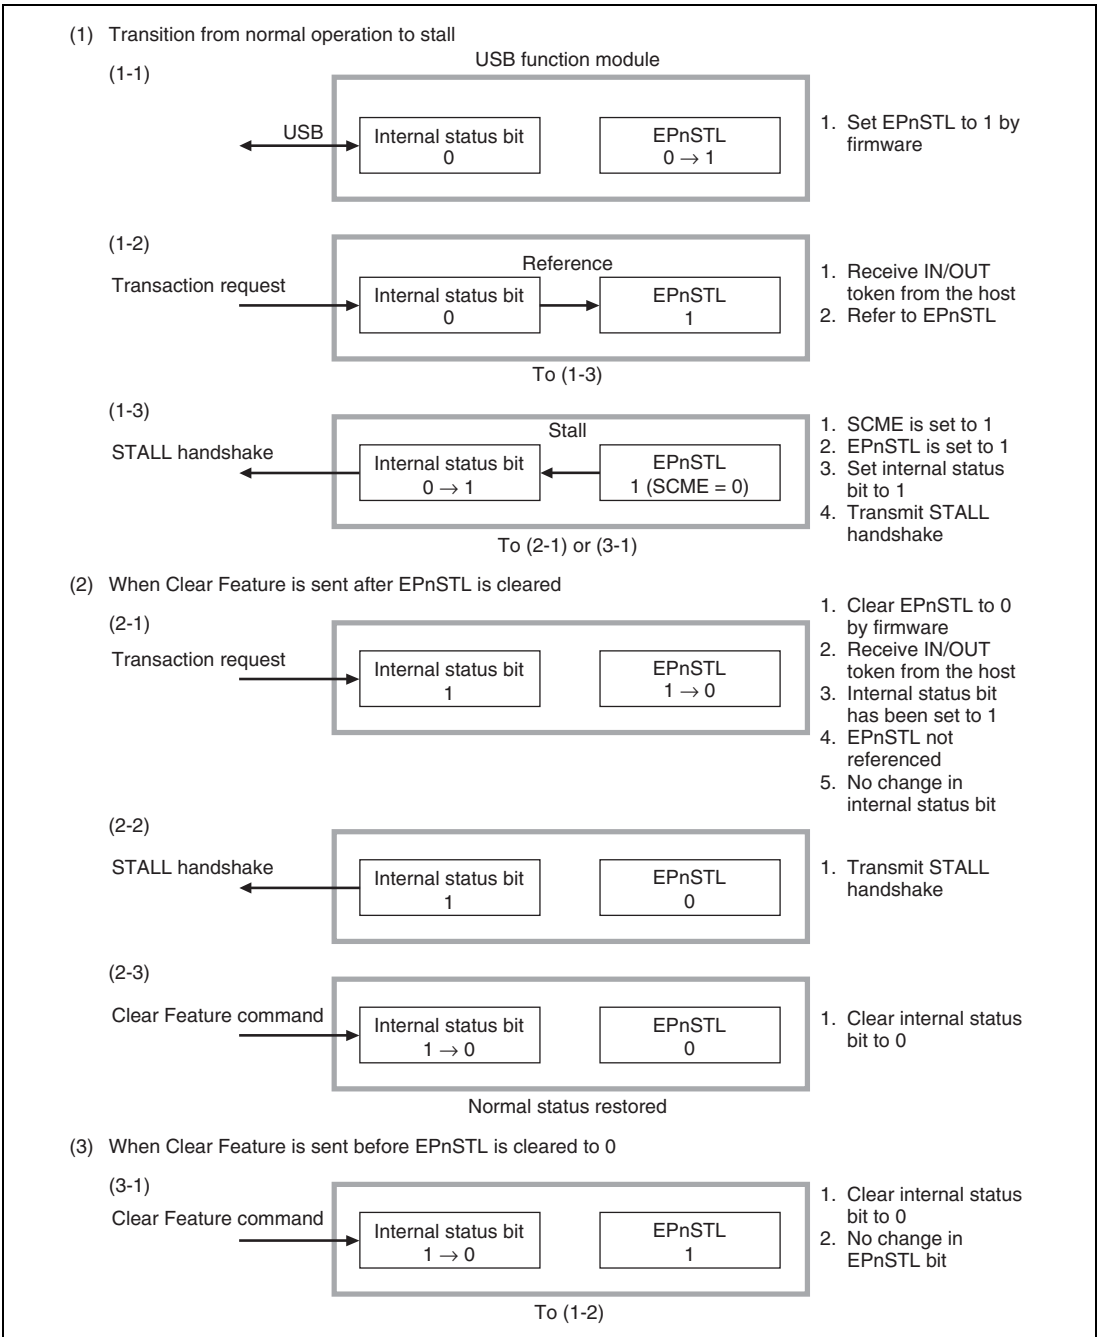 (1) Transition from normal operation to stall
(1-1)
USB function module
USB
Internal status bit
0
EPnSTL
0 → 1
1. Set EPnSTL to 1 by
firmware
(1-2)
Transaction request
Reference
Internal status bit
0
EPnSTL
1
1. Receive IN/OUT
token from the host
2. Refer to EPnSTL
To (1-3)
(1-3)
STALL handshake
Stall
Internal status bit
0 → 1
EPnSTL
1 (SCME = 0)
1. SCME is set to 1
2. EPnSTL is set to 1
3. Set internal status
bit to 1
4. Transmit STALL
handshake
To (2-1) or (3-1)
(2) When Clear Feature is sent after EPnSTL is cleared
(2-1)
Transaction request
Internal status bit
1
EPnSTL
1 → 0
1. Clear EPnSTL to 0
by firmware
2. Receive IN/OUT
token from the host
3. Internal status bit
has been set to 1
4. EPnSTL not
referenced
5. No change in
internal status bit
(2-2)
STALL handshake
Internal status bit
1
EPnSTL
0
1. Transmit STALL
handshake
(2-3)
Clear Feature command
Internal status bit
1 → 0
EPnSTL
0
1. Clear internal status
bit to 0
Normal status restored
(3) When Clear Feature is sent before EPnSTL is cleared to 0
(3-1)
Clear Feature command
Internal status bit
1 → 0
EPnSTL
1
1. Clear internal status
bit to 0
2. No change in
EPnSTL bit
To (1-2)